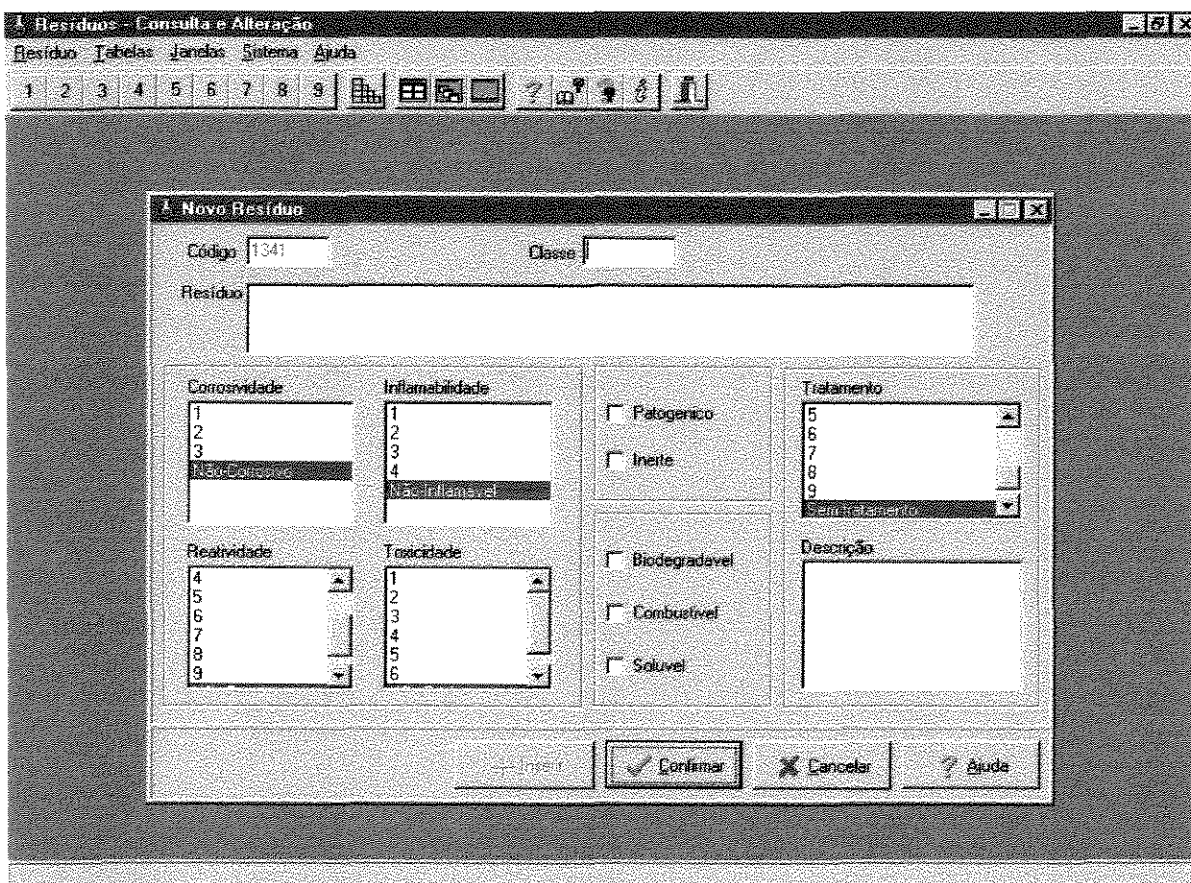 Resíduos - Consulta e Alteração
Resíduo Tabelas Janelas Sistema Ajuda
1 2 3 4 5 6 7 8 9
Novo Resíduo
Código 1341 Classe
Resíduo
Corrosividade Inflamabilidade Tratamento
1
2
3
Não-Corrosivo
1
2
3
4
Não-Inflamavel
Patogenico
Inerte
5
6
7
8
9
Sem tratamento
Reatividade Toxicidade Descrição
4
5
6
7
8
9
1
2
3
4
5
6
Biodegradavel
Combustivel
Soluvel
Inserir Confirmar Cancelar ? Ajuda